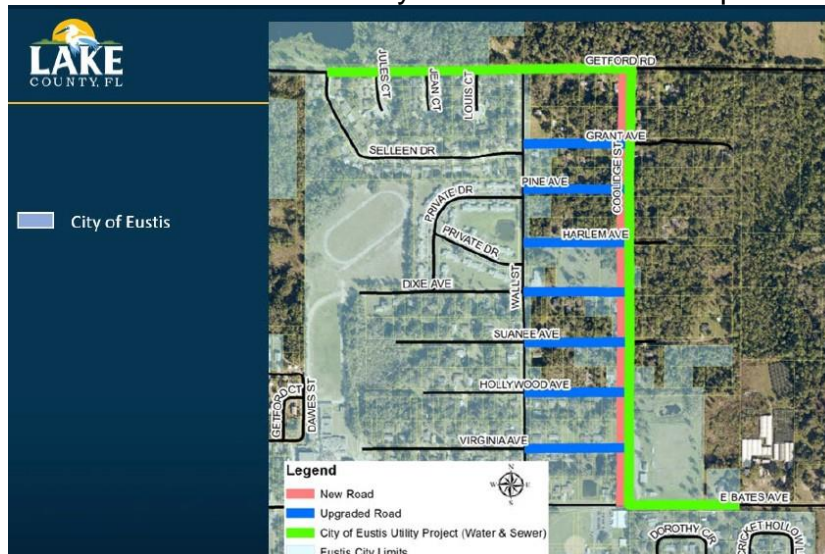 LAKE
COUNTY, FL
City of Eustis
GETFORD RD
JULES CT
JEAN CT
LOUIS CT
GRANT AVE
SELLEEN DR
COOLIDGE ST
PINE AVE
PRIVATE DR
HARLEM AVE
PRIVATE DR
DIXIE AVE
WALL ST
SUANEE AVE
HOLLYWOOD AVE
GETFORD CT
DAWES ST
VIRGINIA AVE
Legend
N
W E
S
New Road
Upgraded Road
City of Eustis Utility Project (Water & Sewer)
Eustis City Limits
E BATES AVE
DOROTHY CIR
CRICKET HOLLOW